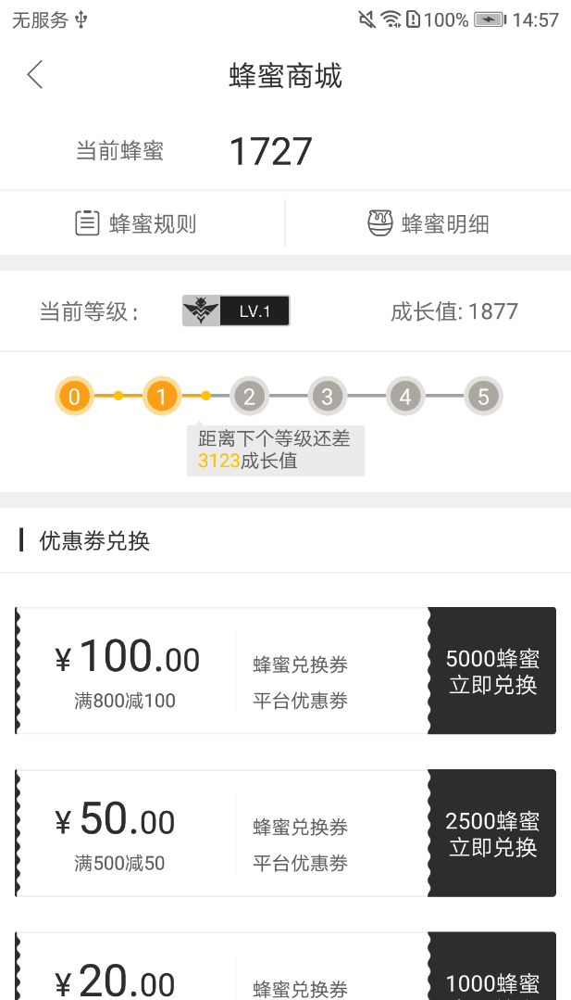 无服务 100% 14:57
蜂蜜商城
当前蜂蜜 1727
蜂蜜规则 蜂蜜明细
当前等级: LV.1 成长值: 1877
0 1 2 3 4 5
距离下个等级还差
3123成长值
优惠劵兑换
¥100.00
满800减100
蜂蜜兑换券
平台优惠劵
5000蜂蜜
立即兑换
¥50.00
满500减50
蜂蜜兑换券
平台优惠劵
2500蜂蜜
立即兑换
¥20.00
蜂蜜兑换券
1000蜂蜜